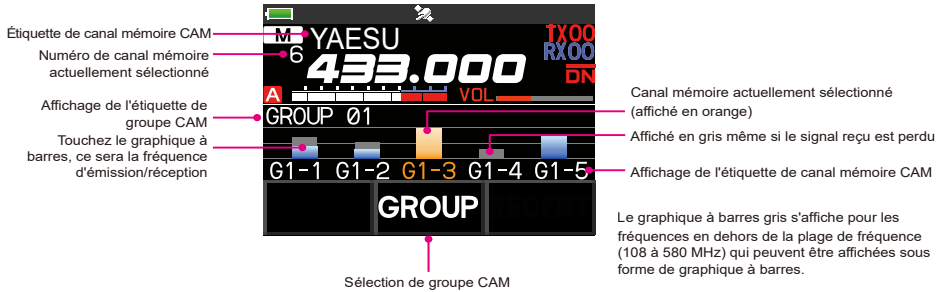 Étiquette de canal mémoire CAM
Numéro de canal mémoire
actuellement sélectionné
Affichage de l'étiquette de
groupe CAM
Touchez le graphique à
barres, ce sera la fréquence
d'émission/réception
M
YAESU
6
433.000
TX00
RX00
DN
A
VOL
GROUP 01
G1-1 G1-2 G1-3 G1-4 G1-5
GROUP
Sélection de groupe CAM
Canal mémoire actuellement sélectionné
(affiché en orange)
Affiché en gris même si le signal reçu est perdu
Affichage de l'étiquette de canal mémoire CAM
Le graphique à barres gris s'affiche pour les
fréquences en dehors de la plage de fréquence
(108 à 580 MHz) qui peuvent être affichées sous
forme de graphique à barres.